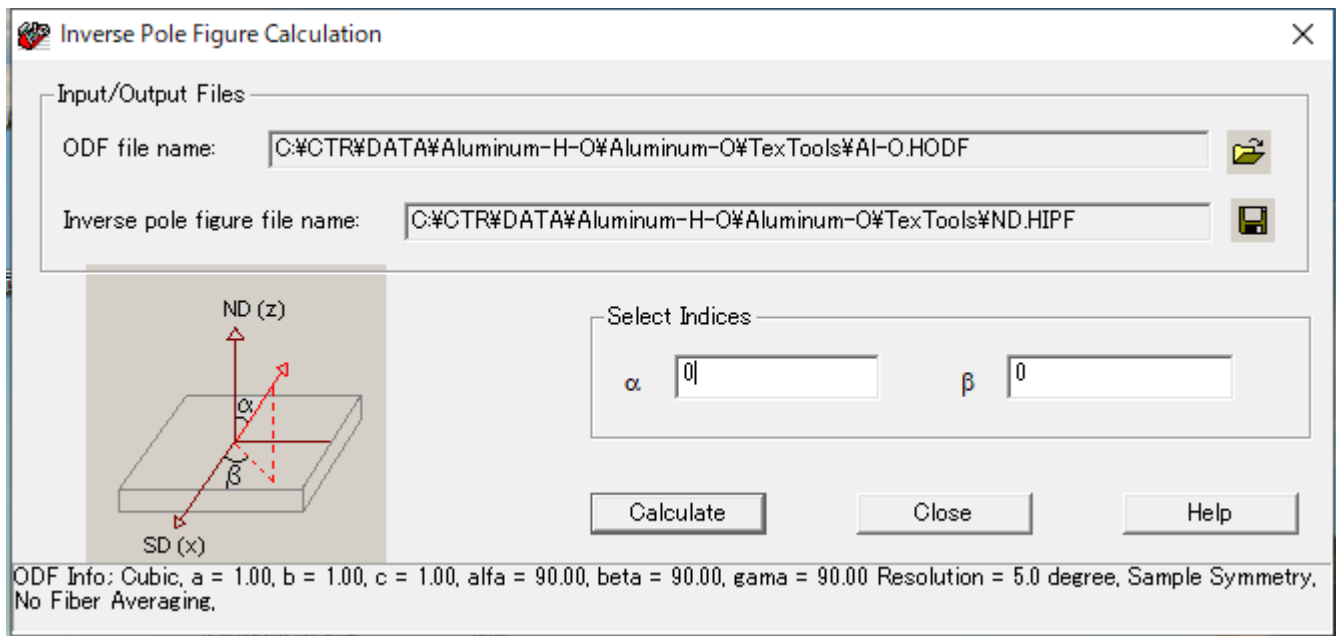 Inverse Pole Figure Calculation
Input/Output Files
ODF file name:
C:¥CTR¥DATA¥Aluminum-H-O¥Aluminum-O¥TexTools¥Al-O.HODF
Inverse pole figure file name:
C:¥CTR¥DATA¥Aluminum-H-O¥Aluminum-O¥TexTools¥ND.HIPF
ND (z)
α
β
SD (x)
Select Indices
α 0 β 0
Calculate Close Help
ODF Info; Cubic, a = 1.00, b = 1.00, c = 1.00, alfa = 90.00, beta = 90.00, gama = 90.00 Resolution = 5.0 degree, Sample Symmetry,
No Fiber Averaging,